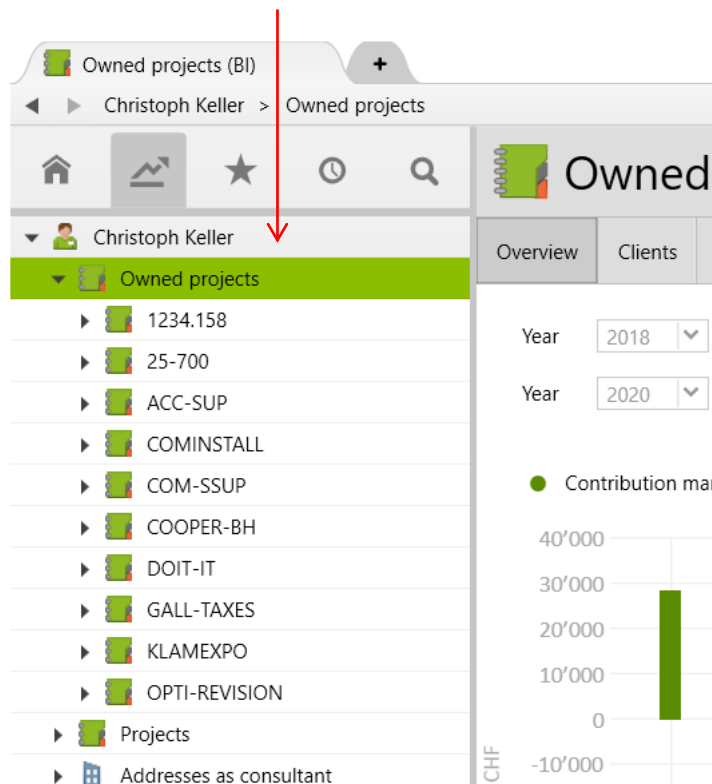 Owned projects (BI)
+
Christoph Keller > Owned projects
Owned
Christoph Keller
Overview Clients
Owned projects
1234.158
25-700
ACC-SUP
COMINSTALL
COM-SSUP
COOPER-BH
DOIT-IT
GALL-TAXES
KLAMEXPO
OPTI-REVISION
Projects
Addresses as consultant
Year 2018
Year 2020
Contribution
40’000
30’000
20’000
10’000
0
-10’000
CHF